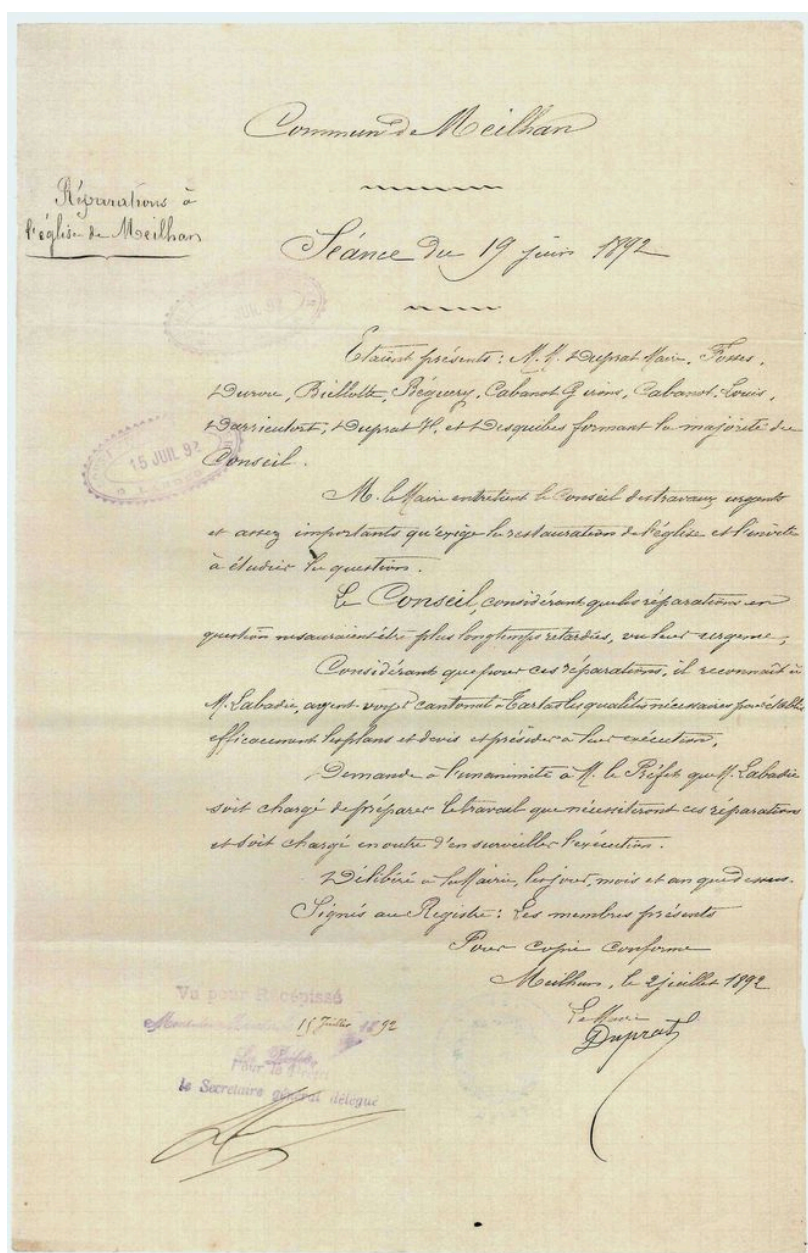 Commune de Meilhan
Réparations à
l'église de Meilhan
Séance du 19 juin 1892
JUIL 92
Etaient présents : M.M. Duprat Maire, Fosses,
Durou, Biellotte, Béguery, Cabanot Girons, Cabanot Louis,
Darricutort, Duprat H. et Desquibes formant la majorité du
Conseil.
15 JUIL 92
M. le Maire entretient le Conseil des travaux urgents
et assez importants qu'exige la restauration de l'église et l'invite
à étudier la question.
Le Conseil, considérant que les réparations en
question ne sauraient être plus longtemps retardées, vu leur urgence,
Considérant que pour ces réparations, il reconnaît à
M. Labadie, agent voyer cantonal à Tartas les qualités nécessaires pour établir
efficacement les plans et devis et présider à leur exécution,
Demande à l'unanimité à M. le Préfet que M. Labadie
soit chargé de préparer le travail que nécessiteront ces réparations
et soit chargé en outre d'en surveiller l'exécution.
Délibéré à la Mairie, les jour, mois et an que dessus.
Signés au Registre : Les membres présents
Pour copie conforme
Meilhan, le 2 juillet 1892
Le Maire
Duprat
Vu pour Récépissé
15 Juillet 1892
Pour le Préfet
le Secrétaire général délégué